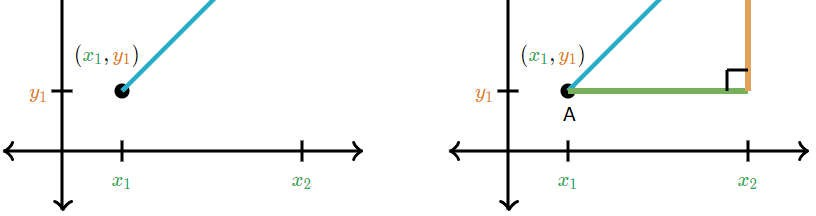 (x₁, y₁)
y₁
x₁
x₂
(x₁, y₁)
y₁
A
x₁
x₂